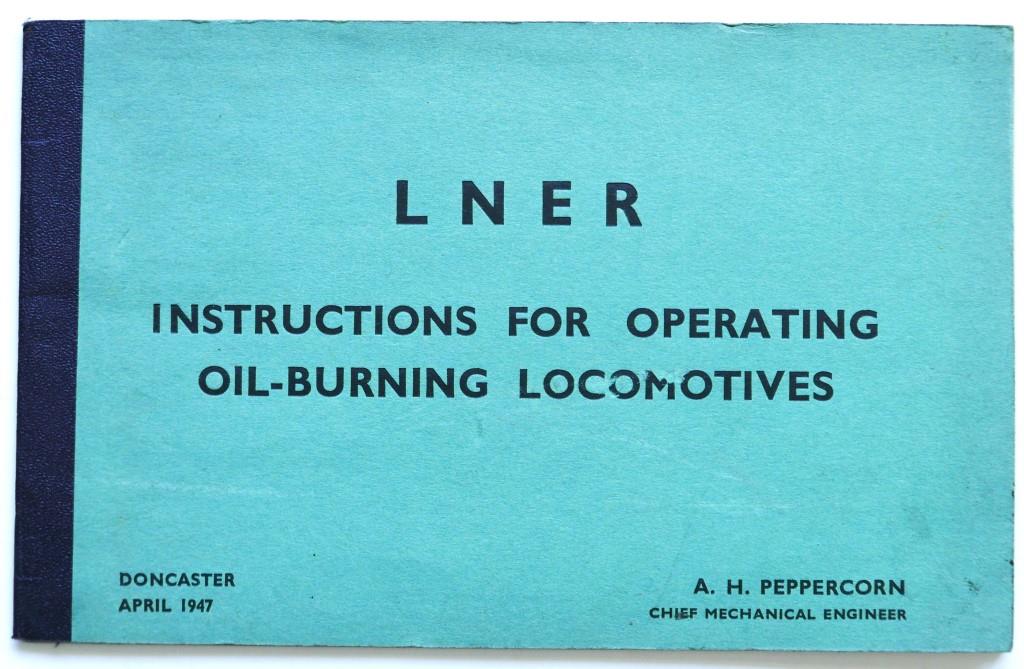 LNER
INSTRUCTIONS FOR OPERATING
OIL-BURNING LOCOMOTIVES
DONCASTER
APRIL 1947
A. H. PEPPERCORN
CHIEF MECHANICAL ENGINEER